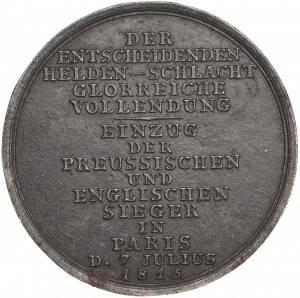 DER
ENTSCHEIDENDEN
HELDEN-SCHLACHT
GLORREICHE
VOLLENDUNG
EINZUG
DER
PREUSSISCHEN
UND
ENGLISCHEN
SIEGER
IN
PARIS
D. 7 JULIUS
1815